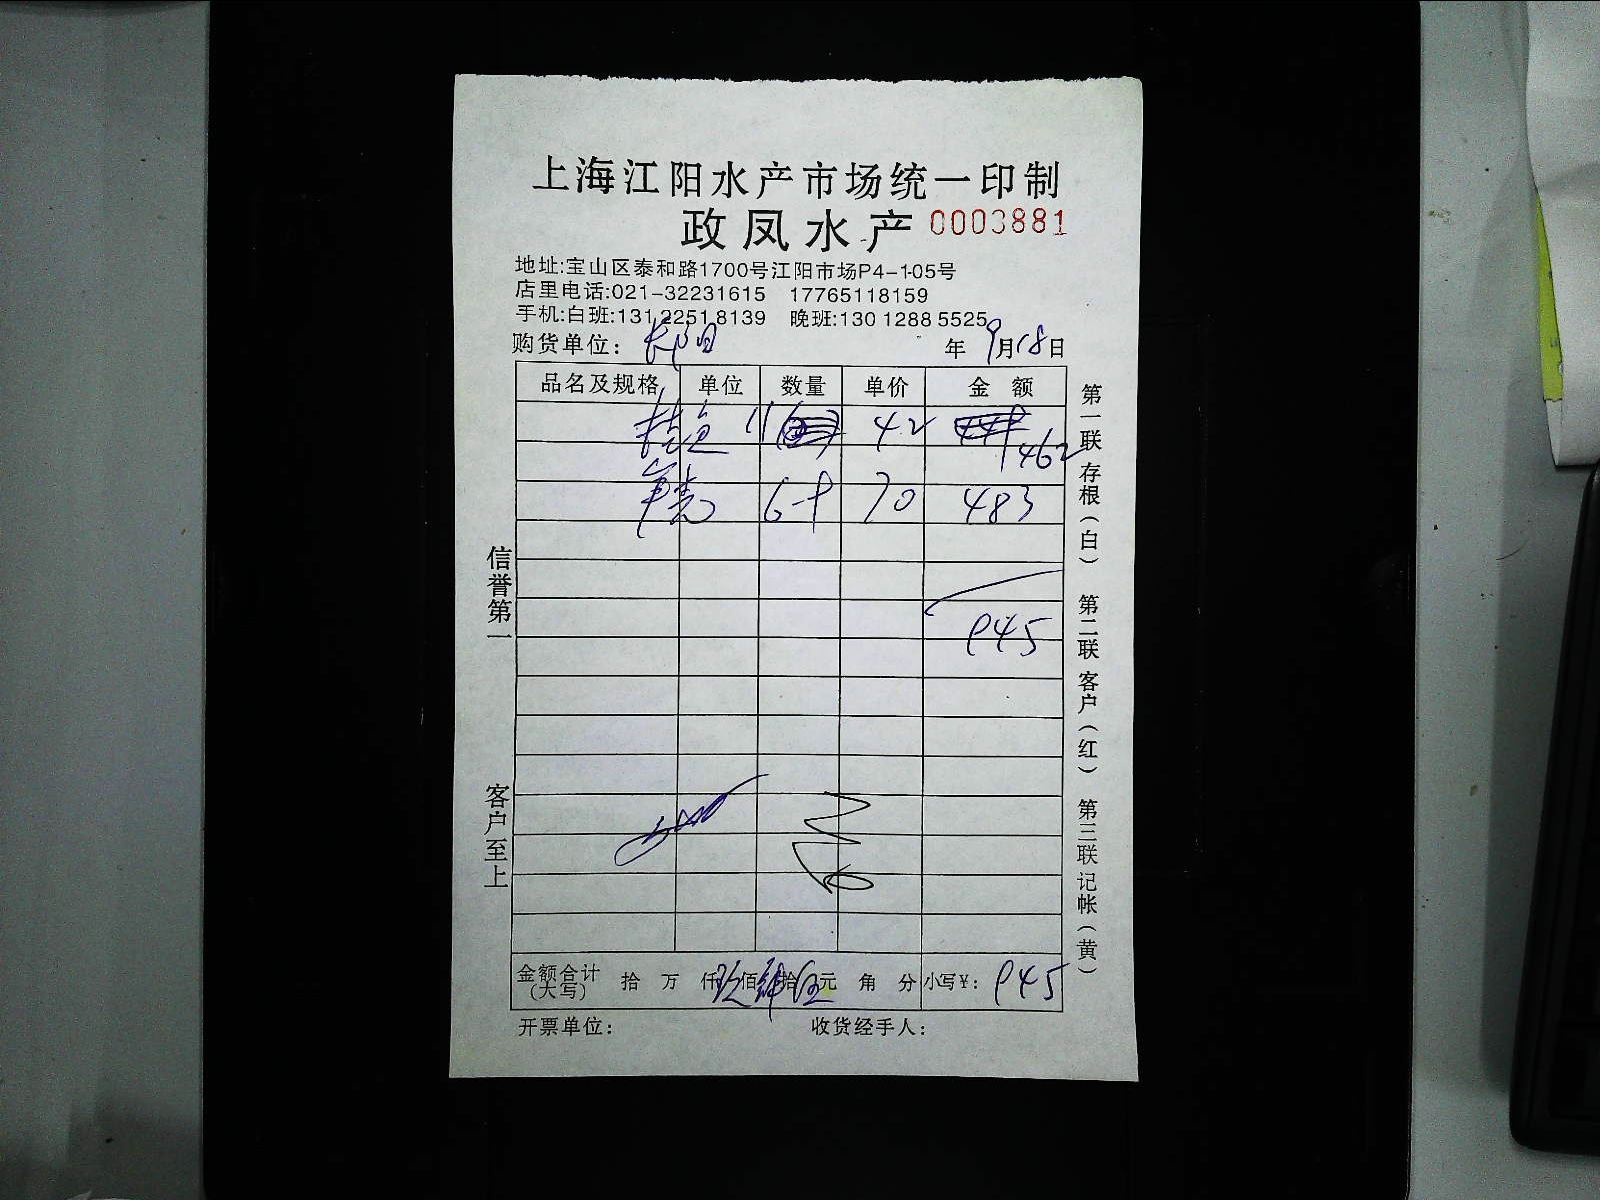 上海江阳水产市场统一印制
政凤水产 0003881
地址:宝山区泰和路1700号江阳市场P4-105号
店里电话:021-32231615 17765118159
手机:白班:131 2251 8139 晚班:130 1288 5525
购货单位: 长阳 年 9月18日
品名及规格 单位 数量 单价 金额
鱼 11 42
462
70 483
945
金额合计(大写) 拾 万 仟 玖 佰 肆 拾 伍 元 角 分 小写¥: 945
开票单位: 收货经手人:
信誉第一
客户至上
第一联 存根(白) 第二联 客户(红) 第三联 记帐(黄)